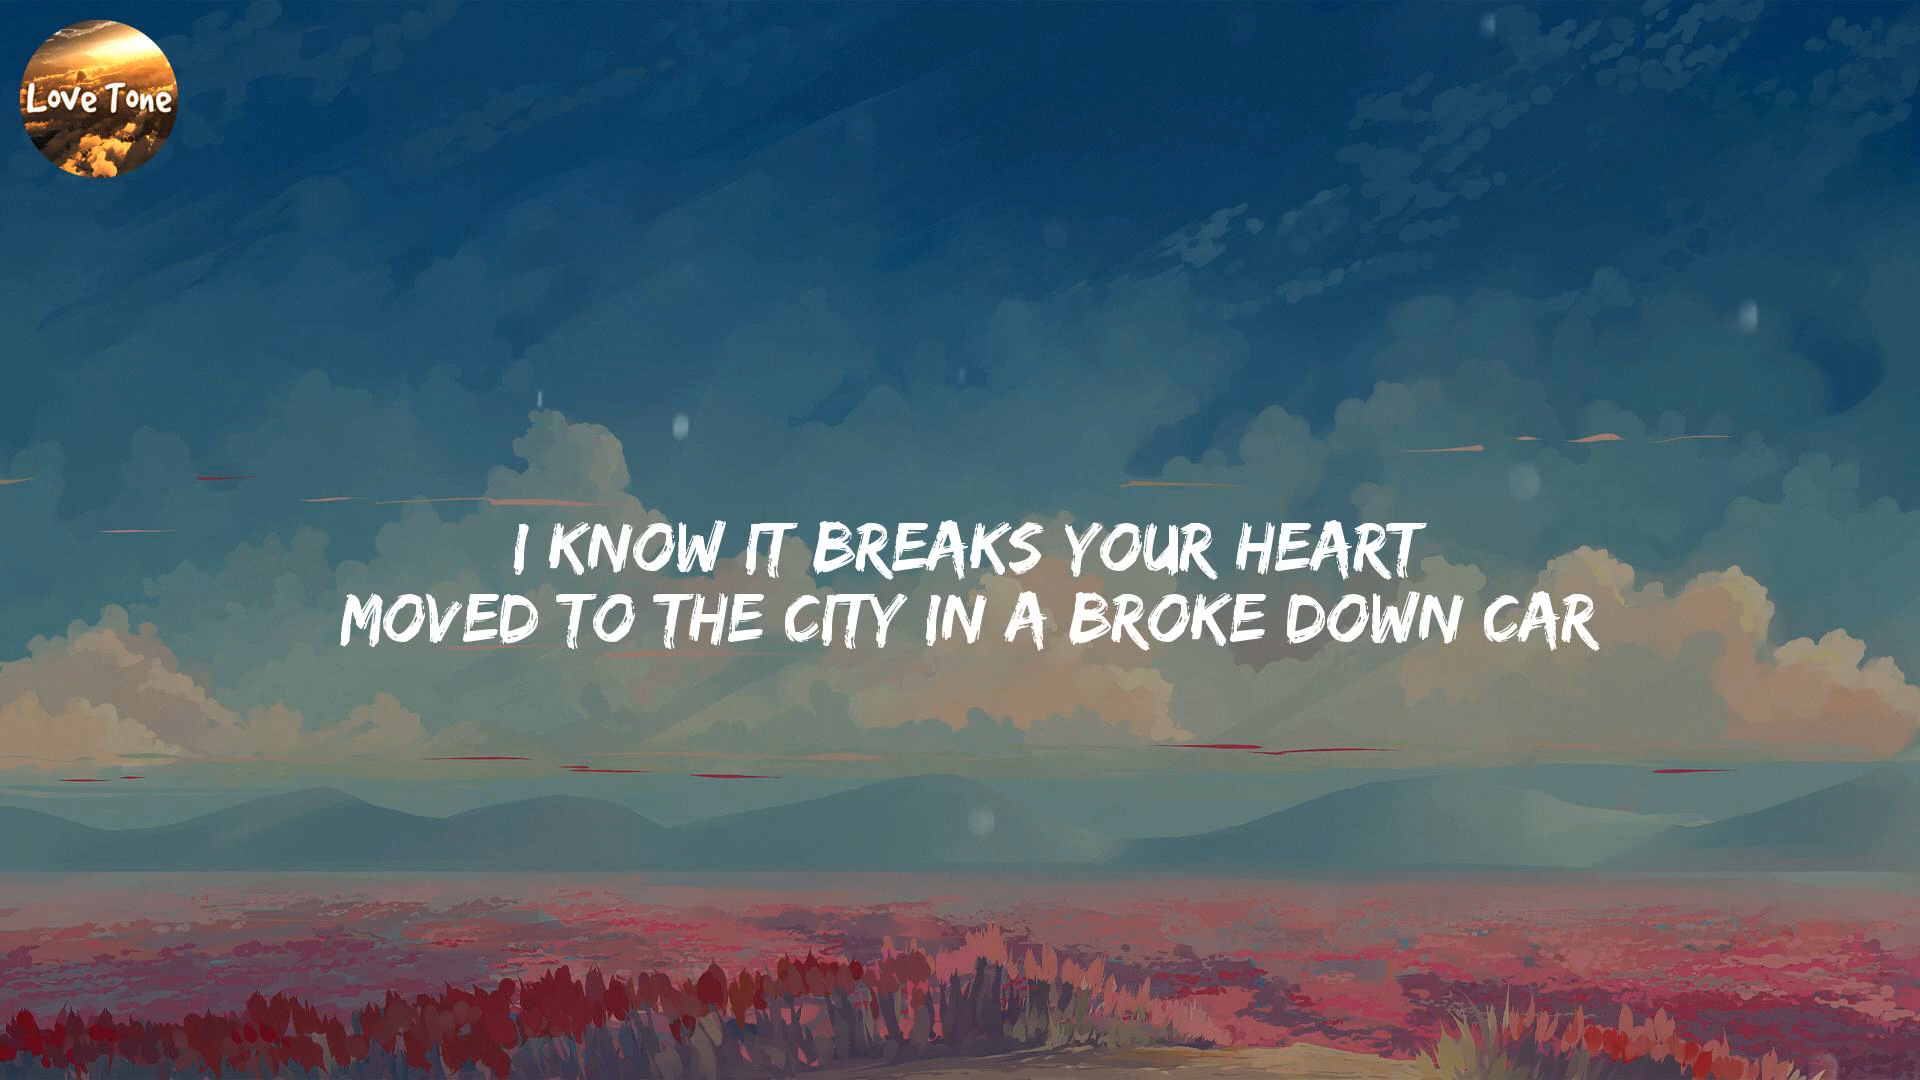 Love Tone
I KNOW IT BREAKS YOUR HEART
MOVED TO THE CITY IN A BROKE DOWN CAR